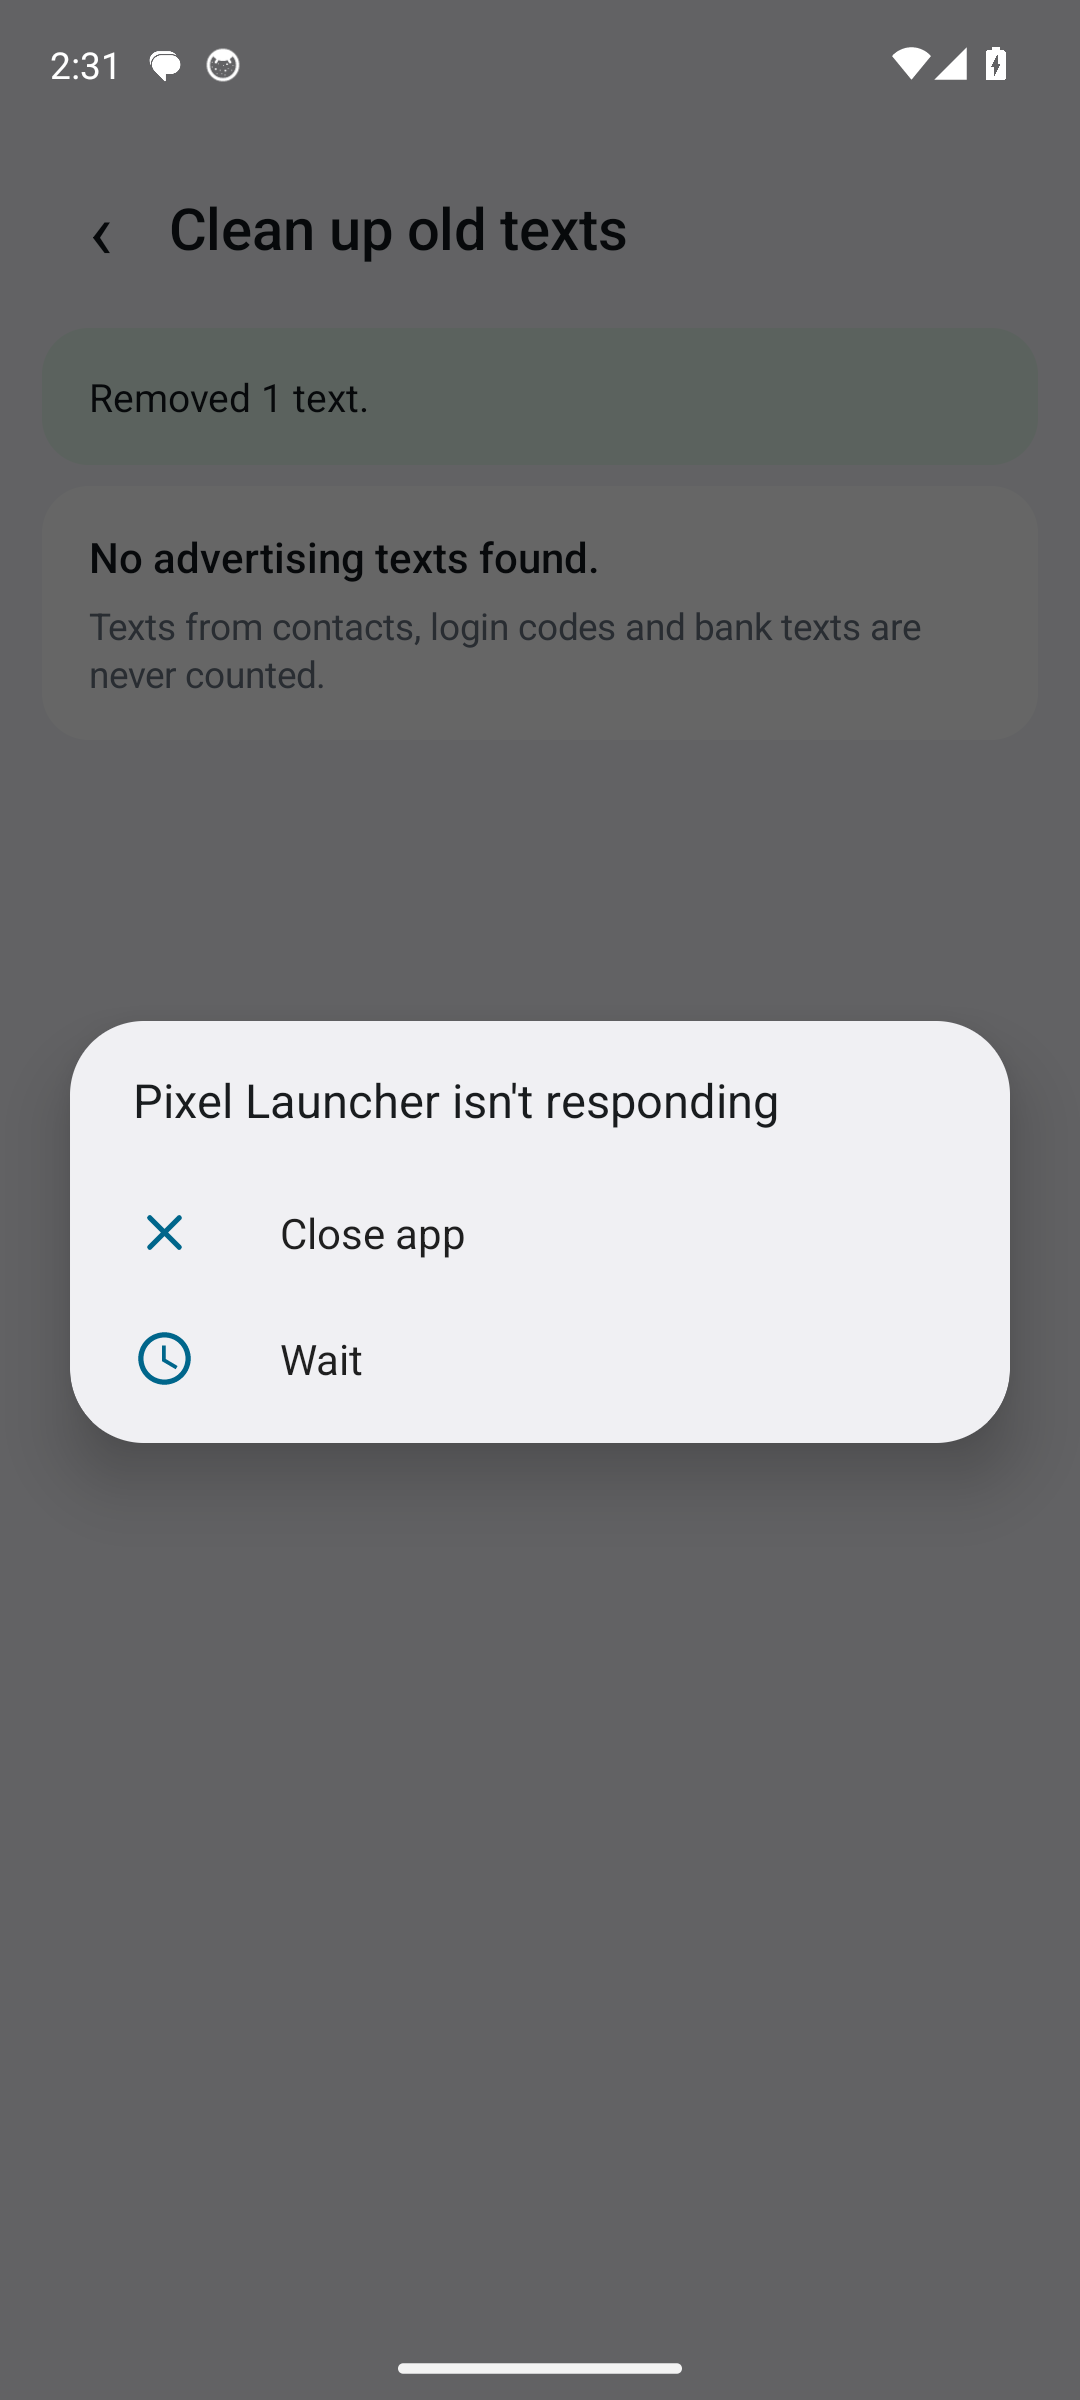 2:31
‹ Clean up old texts
Removed 1 text.
No advertising texts found.
Texts from contacts, login codes and bank texts are
never counted.
Pixel Launcher isn't responding
Close app
Wait